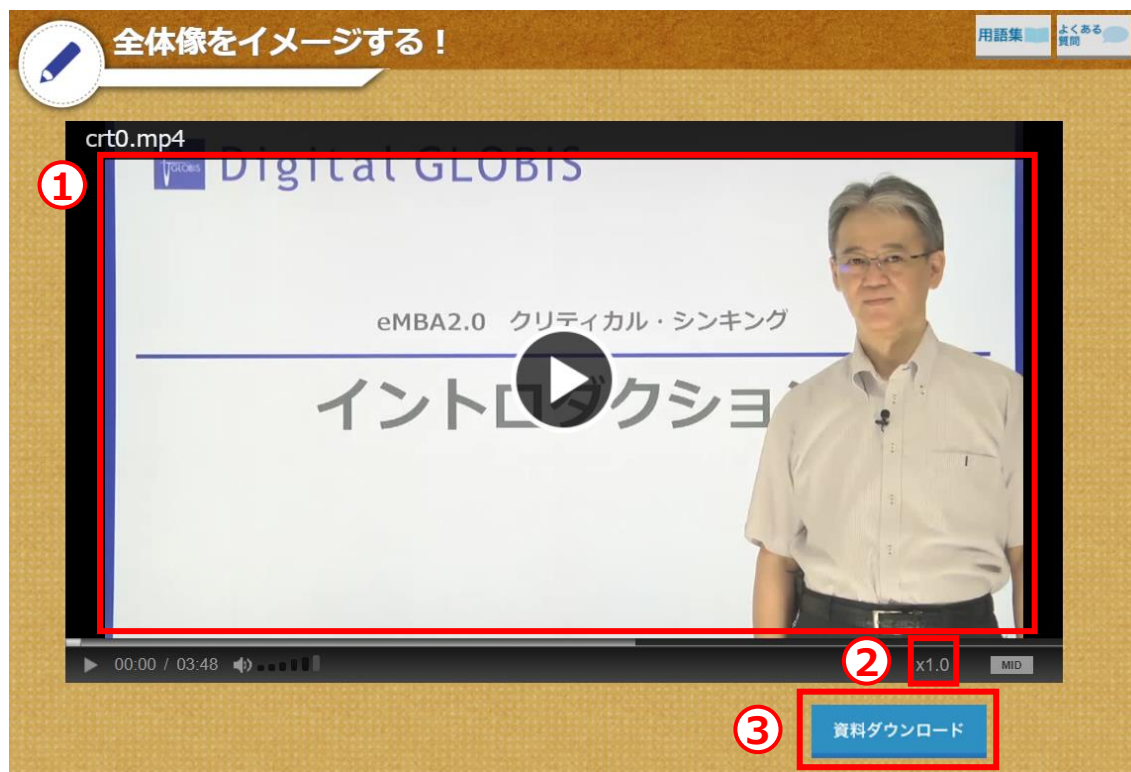 全体像をイメージする！
用語集
よくある
質問
crt0.mp4
①
GLOBIS
Digital GLOBIS
eMBA2.0 クリティカル・シンキング
イントロダクション
00:00 / 03:48
②
x1.0
MID
③
資料ダウンロード